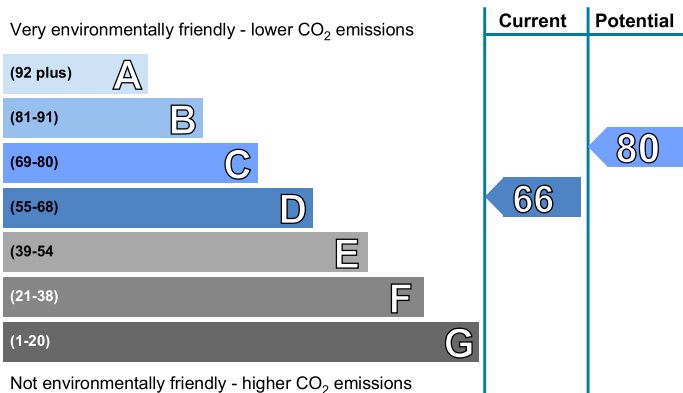 Current Potential
Very environmentally friendly - lower CO₂ emissions
(92 plus) A
(81-91) B
(69-80) C
80
(55-68) D
66
(39-54 E
(21-38) F
(1-20) G
Not environmentally friendly - higher CO₂ emissions